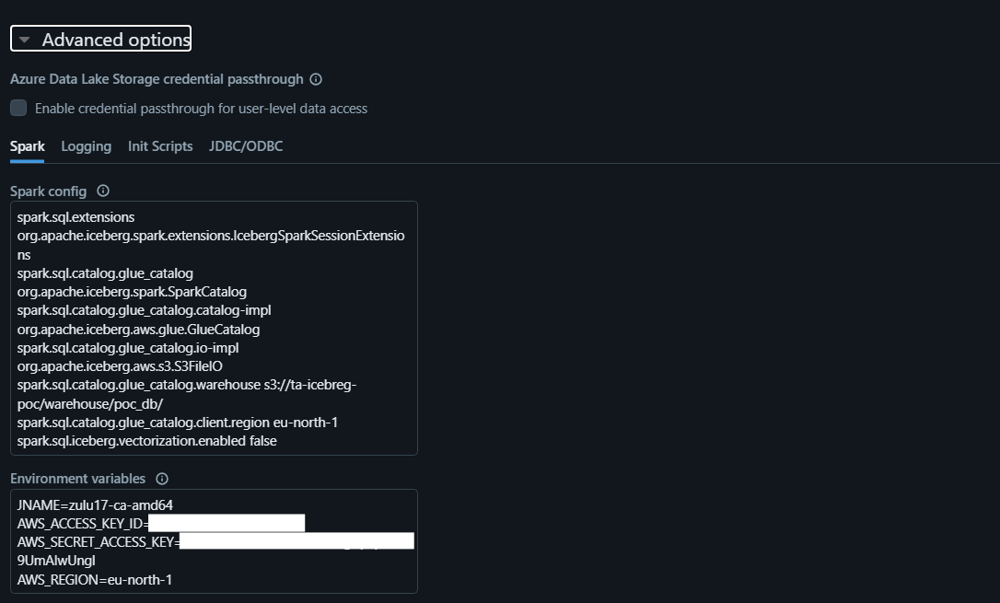 Advanced options
Azure Data Lake Storage credential passthrough
Enable credential passthrough for user-level data access
Spark Logging Init Scripts JDBC/ODBC
Spark config
spark.sql.extensions
org.apache.iceberg.spark.extensions.IcebergSparkSessionExtensio
ns
spark.sql.catalog.glue_catalog
org.apache.iceberg.spark.SparkCatalog
spark.sql.catalog.glue_catalog.catalog-impl
org.apache.iceberg.aws.glue.GlueCatalog
spark.sql.catalog.glue_catalog.io-impl
org.apache.iceberg.aws.s3.S3FileIO
spark.sql.catalog.glue_catalog.warehouse s3://ta-icebreg-
poc/warehouse/poc_db/
spark.sql.catalog.glue_catalog.client.region eu-north-1
spark.sql.iceberg.vectorization.enabled false
Environment variables
JNAME=zulu17-ca-amd64
AWS_ACCESS_KEY_ID=
AWS_SECRET_ACCESS_KEY=
AWS_REGION=eu-north-1